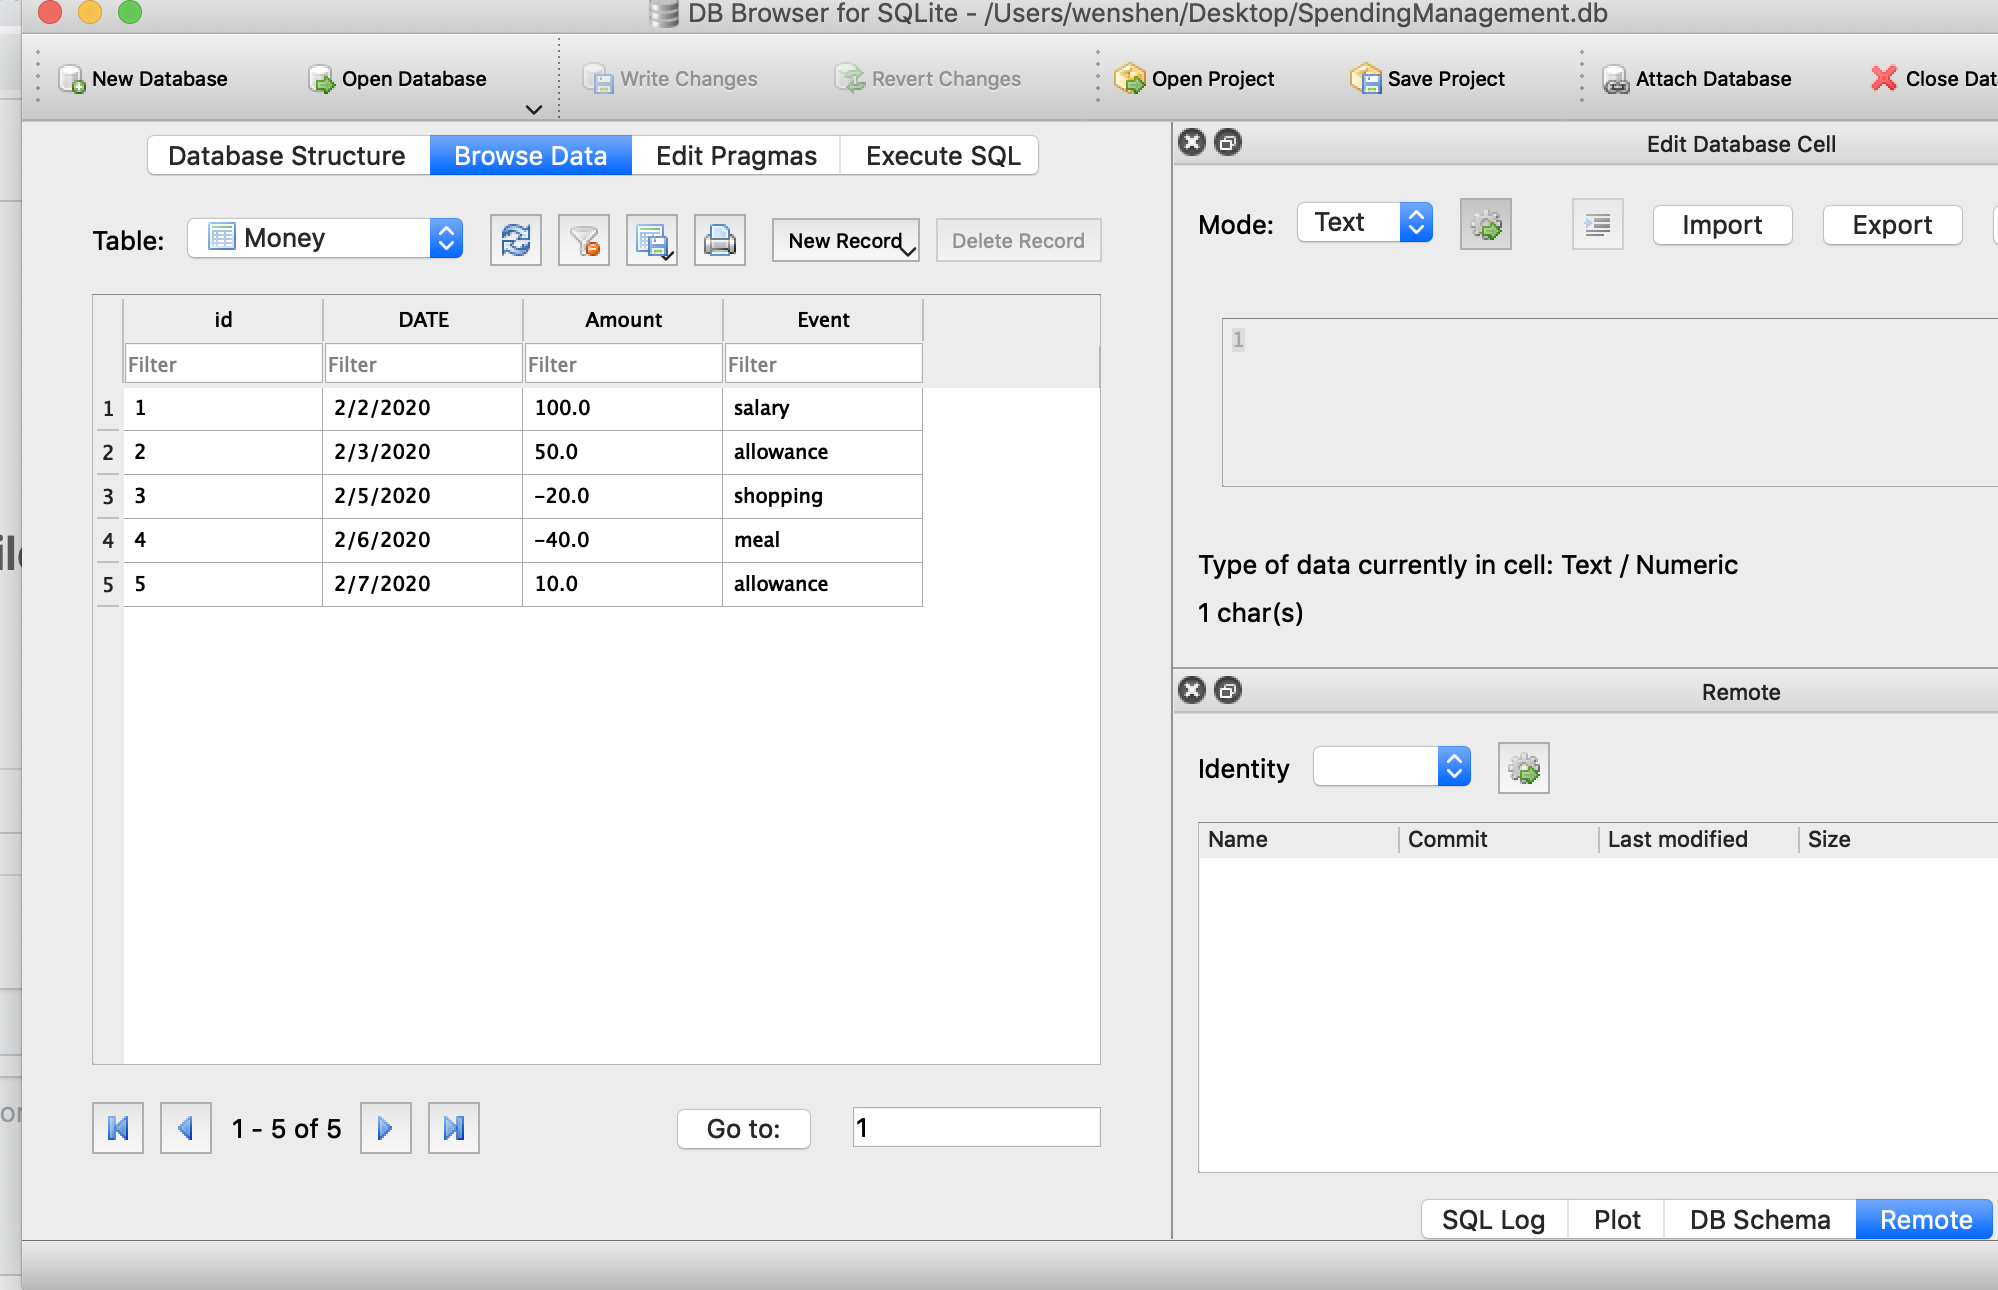 DB Browser for SQLite - /Users/wenshen/Desktop/SpendingManagement.db
New Database Open Database Write Changes Revert Changes Open Project Save Project Attach Database Close Dat
Database Structure Browse Data Edit Pragmas Execute SQL
Table: Money New Record Delete Record
id DATE Amount Event
Filter Filter Filter Filter
1 1 2/2/2020 100.0 salary
2 2 2/3/2020 50.0 allowance
3 3 2/5/2020 -20.0 shopping
4 4 2/6/2020 -40.0 meal
5 5 2/7/2020 10.0 allowance
1 - 5 of 5 Go to: 1
Edit Database Cell
Mode: Text Import Export
1
Type of data currently in cell: Text / Numeric
1 char(s)
Remote
Identity
Name Commit Last modified Size
SQL Log Plot DB Schema Remote